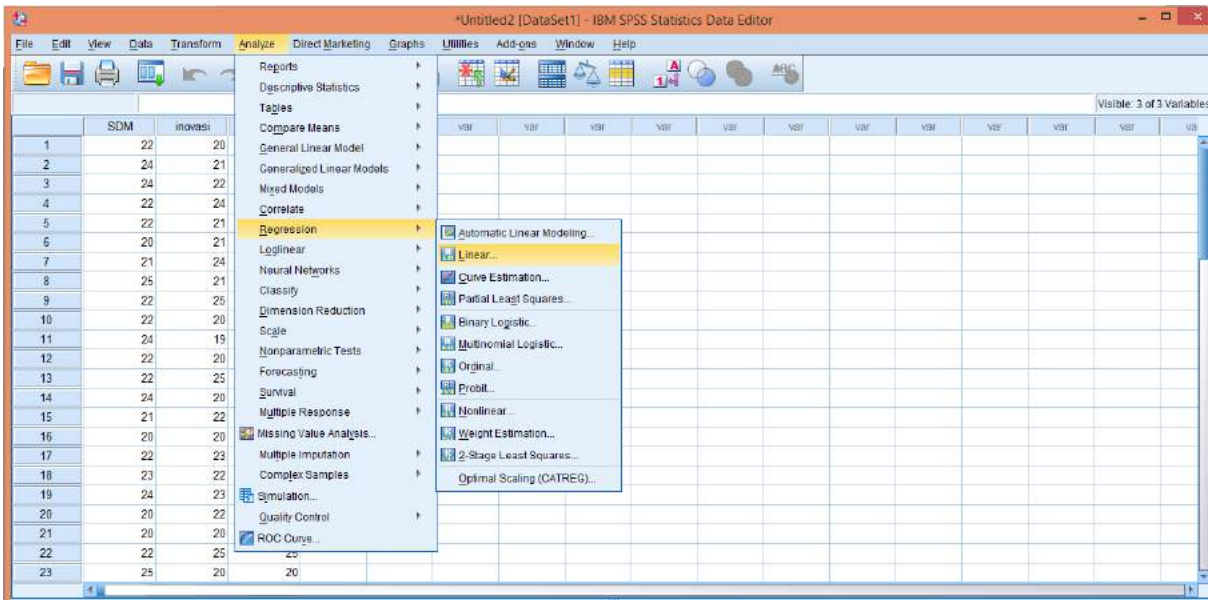 *Untitled2 [DataSet1] - IBM SPSS Statistics Data Editor
File Edit View Data Transform Analyze Direct Marketing Graphs Utilities Add-ons Window Help
Visible: 3 of 3 Variables
SDM inovasi var var var var var var var var var var var va
1 22 20
2 24 21
3 24 22
4 22 24
5 22 21
6 20 21
7 21 24
8 25 21
9 22 25
10 22 20
11 24 19
12 22 20
13 22 25
14 24 20
15 21 22
16 20 20
17 22 23
18 23 22
19 24 23
20 20 22
21 20 20
22 22 25 25
23 25 20 20
Reports
Descriptive Statistics
Tables
Compare Means
General Linear Model
Generalized Linear Models
Mixed Models
Correlate
Regression
Loglinear
Neural Networks
Classify
Dimension Reduction
Scale
Nonparametric Tests
Forecasting
Survival
Multiple Response
Missing Value Analysis...
Multiple Imputation
Complex Samples
Simulation...
Quality Control
ROC Curve...
Automatic Linear Modeling...
Linear...
Curve Estimation...
Partial Least Squares...
Binary Logistic...
Multinomial Logistic...
Ordinal...
Probit...
Nonlinear...
Weight Estimation...
2-Stage Least Squares...
Optimal Scaling (CATREG)...